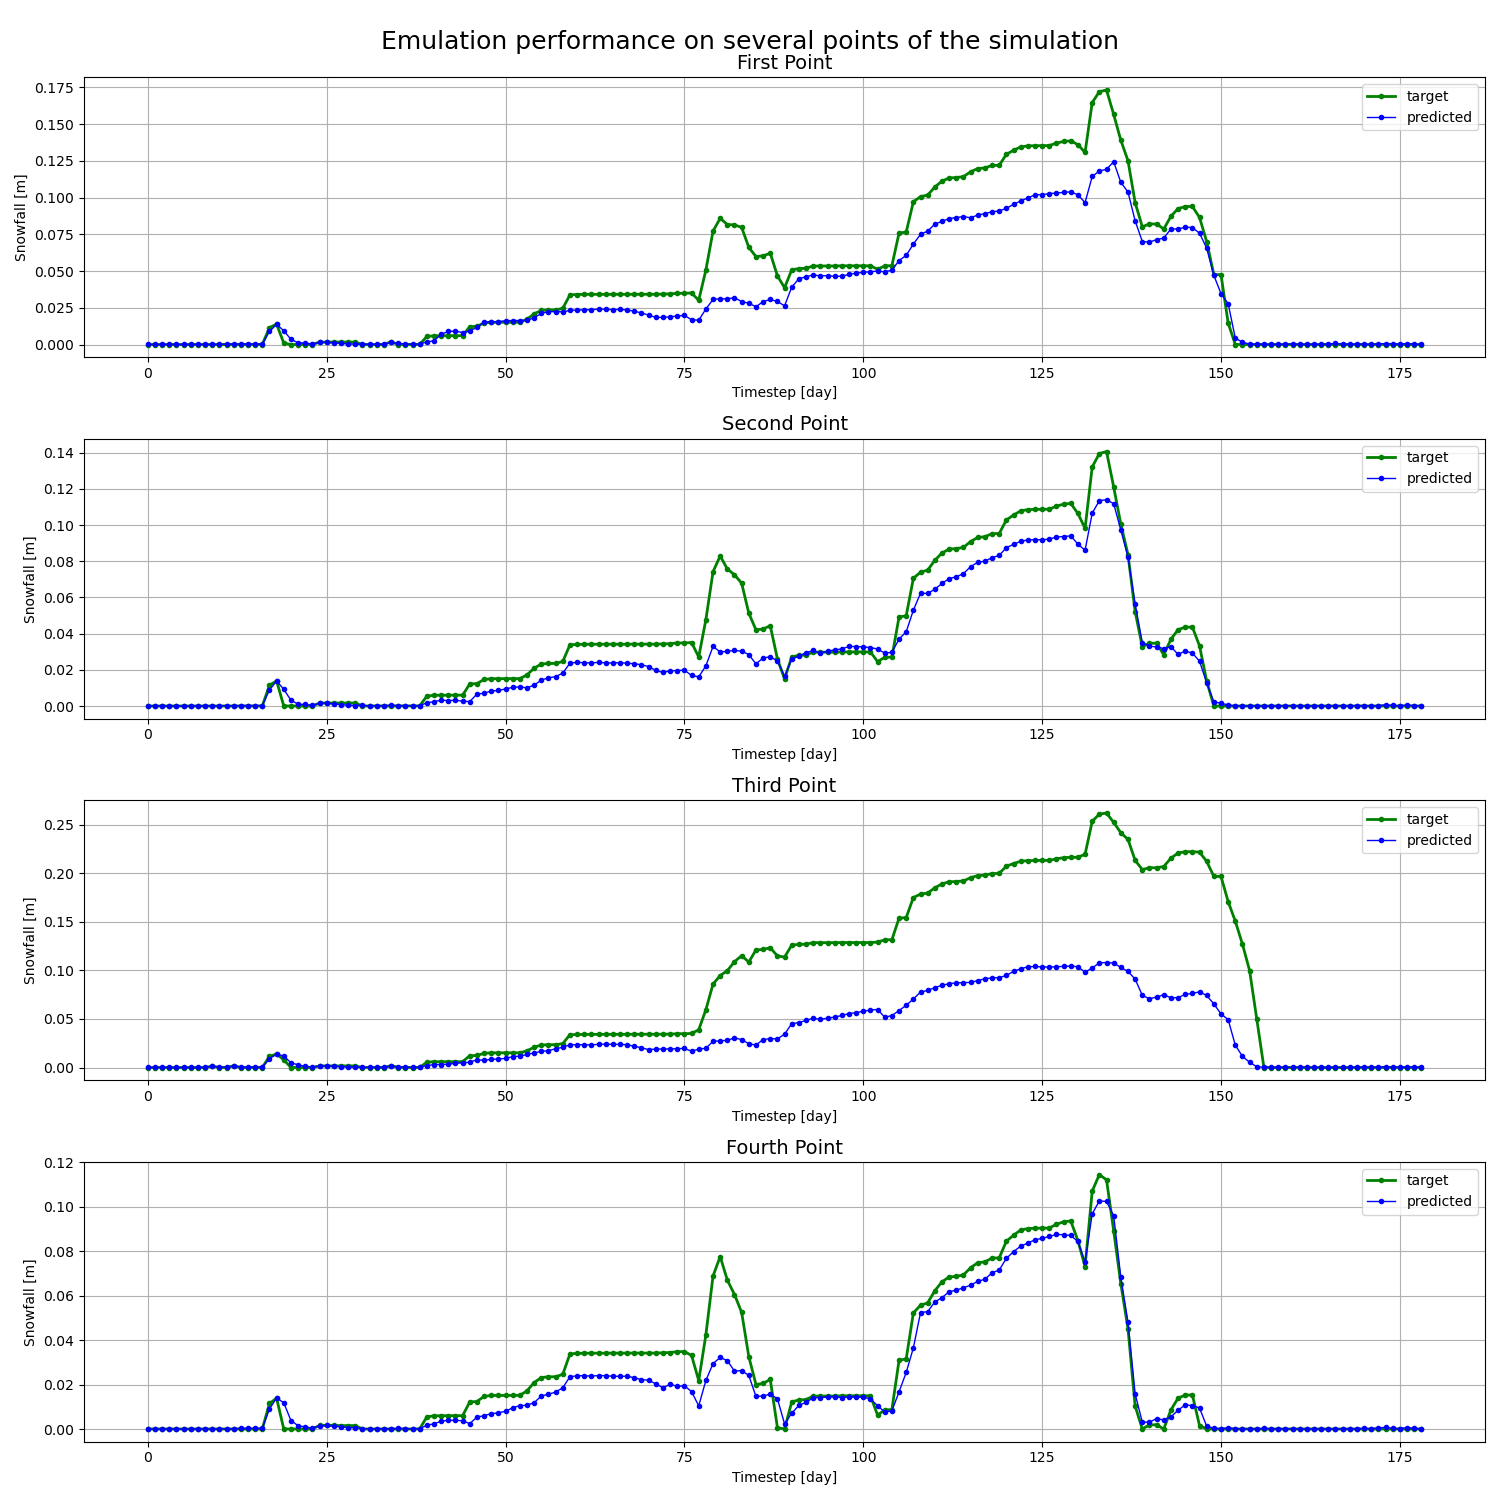 Emulation performance on several points of the simulation
First Point
target
predicted
Snowfall [m]
0.175
0.150
0.125
0.100
0.075
0.050
0.025
0.000
0 25 50 75 100 125 150 175
Timestep [day]
Second Point
target
predicted
Snowfall [m]
0.14
0.12
0.10
0.08
0.06
0.04
0.02
0.00
0 25 50 75 100 125 150 175
Timestep [day]
Third Point
target
predicted
Snowfall [m]
0.25
0.20
0.15
0.10
0.05
0.00
0 25 50 75 100 125 150 175
Timestep [day]
Fourth Point
target
predicted
Snowfall [m]
0.12
0.10
0.08
0.06
0.04
0.02
0.00
0 25 50 75 100 125 150 175
Timestep [day]